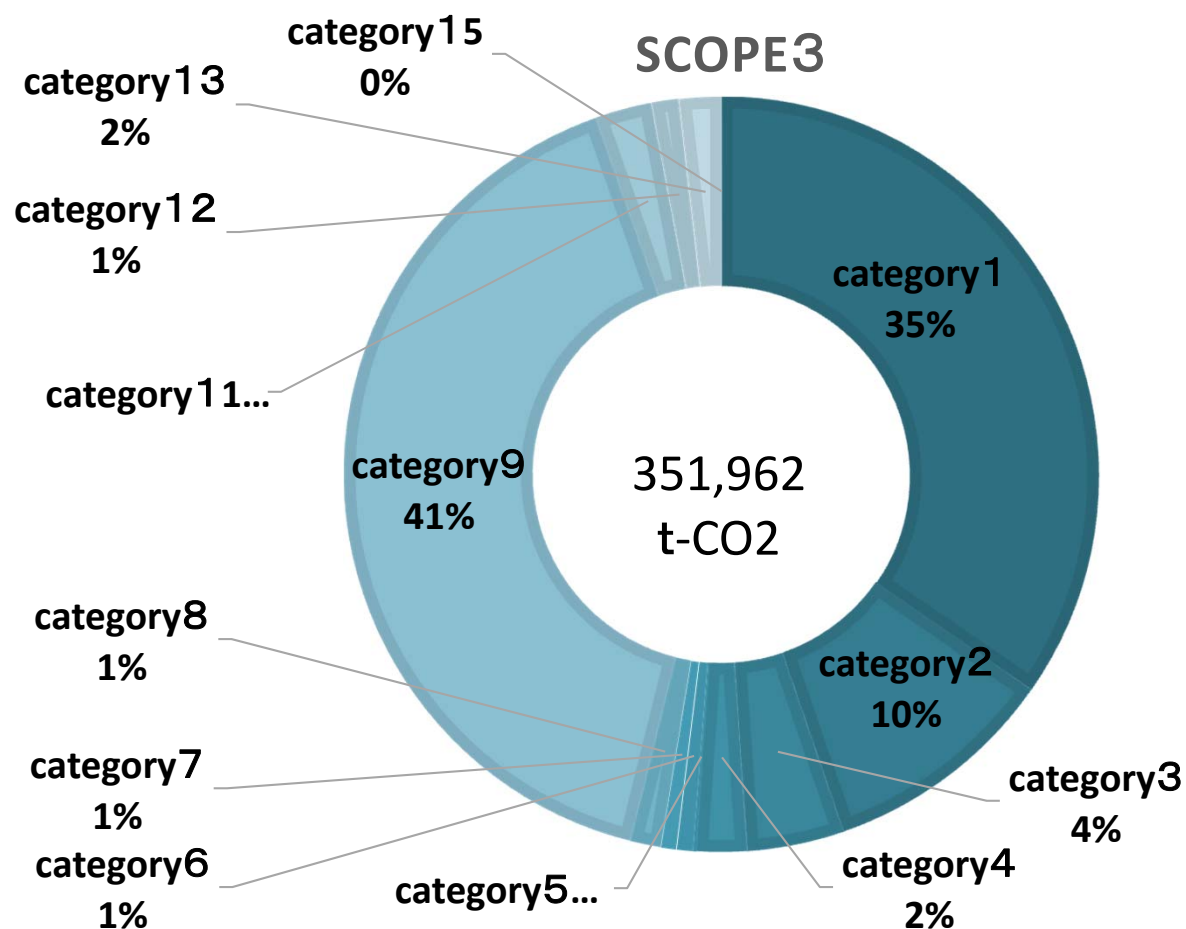 SCOPE3
category15
0%
category13
2%
category12
1%
category11...
category1
35%
category9
41%
351,962
t-CO2
category8
1%
category2
10%
category7
1%
category3
4%
category6
1%
category5...
category4
2%